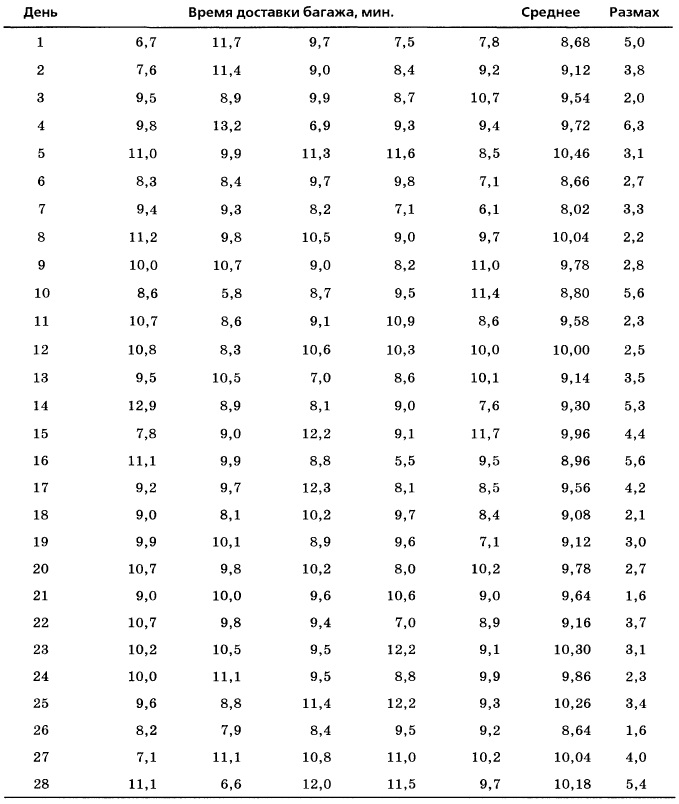 День Время доставки багажа, мин. Среднее Размах
1 6,7 11,7 9,7 7,5 7,8 8,68 5,0
2 7,6 11,4 9,0 8,4 9,2 9,12 3,8
3 9,5 8,9 9,9 8,7 10,7 9,54 2,0
4 9,8 13,2 6,9 9,3 9,4 9,72 6,3
5 11,0 9,9 11,3 11,6 8,5 10,46 3,1
6 8,3 8,4 9,7 9,8 7,1 8,66 2,7
7 9,4 9,3 8,2 7,1 6,1 8,02 3,3
8 11,2 9,8 10,5 9,0 9,7 10,04 2,2
9 10,0 10,7 9,0 8,2 11,0 9,78 2,8
10 8,6 5,8 8,7 9,5 11,4 8,80 5,6
11 10,7 8,6 9,1 10,9 8,6 9,58 2,3
12 10,8 8,3 10,6 10,3 10,0 10,00 2,5
13 9,5 10,5 7,0 8,6 10,1 9,14 3,5
14 12,9 8,9 8,1 9,0 7,6 9,30 5,3
15 7,8 9,0 12,2 9,1 11,7 9,96 4,4
16 11,1 9,9 8,8 5,5 9,5 8,96 5,6
17 9,2 9,7 12,3 8,1 8,5 9,56 4,2
18 9,0 8,1 10,2 9,7 8,4 9,08 2,1
19 9,9 10,1 8,9 9,6 7,1 9,12 3,0
20 10,7 9,8 10,2 8,0 10,2 9,78 2,7
21 9,0 10,0 9,6 10,6 9,0 9,64 1,6
22 10,7 9,8 9,4 7,0 8,9 9,16 3,7
23 10,2 10,5 9,5 12,2 9,1 10,30 3,1
24 10,0 11,1 9,5 8,8 9,9 9,86 2,3
25 9,6 8,8 11,4 12,2 9,3 10,26 3,4
26 8,2 7,9 8,4 9,5 9,2 8,64 1,6
27 7,1 11,1 10,8 11,0 10,2 10,04 4,0
28 11,1 6,6 12,0 11,5 9,7 10,18 5,4